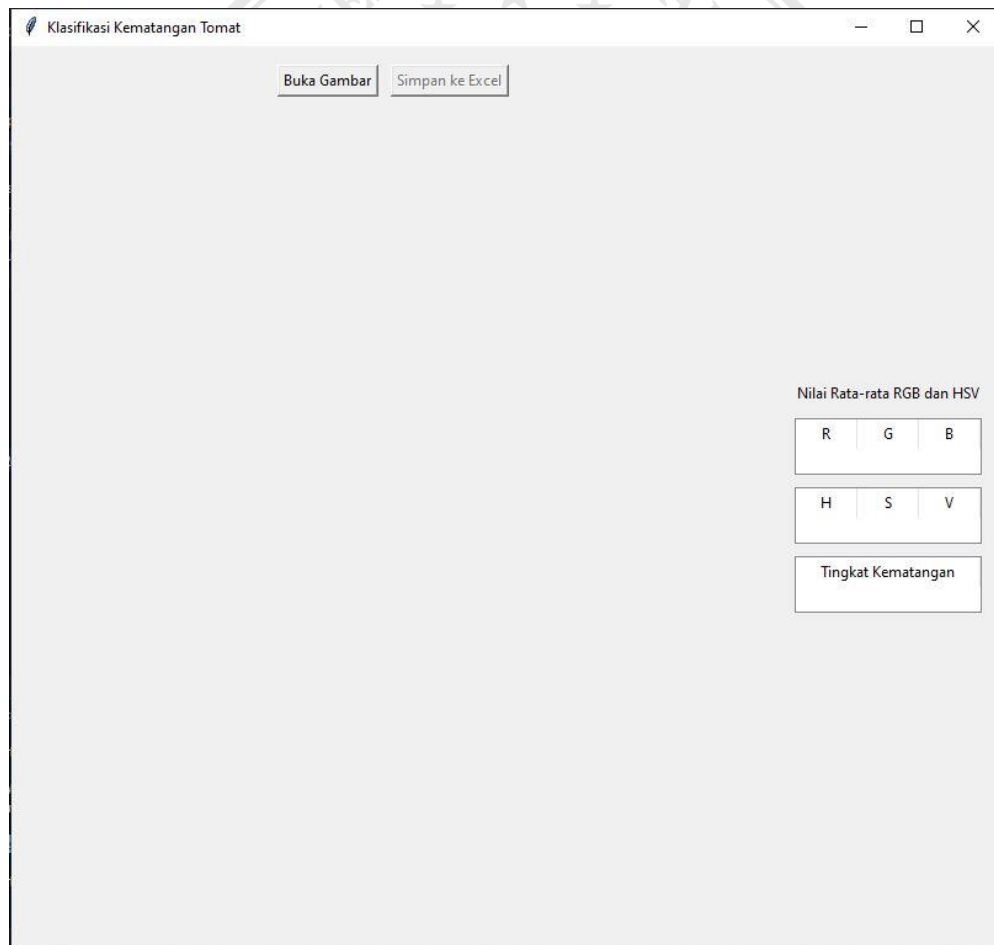 Klasifikasi Kematangan Tomat
Buka Gambar Simpan ke Excel
Nilai Rata-rata RGB dan HSV
R G B
H S V
Tingkat Kematangan